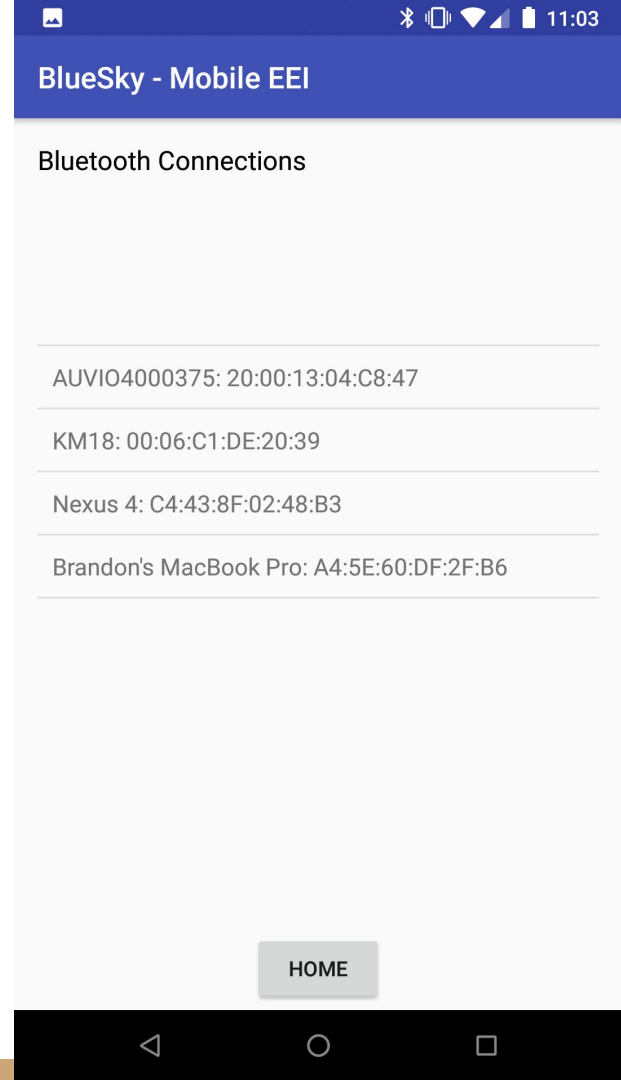 11:03
BlueSky - Mobile EEI
Bluetooth Connections
AUVIO4000375: 20:00:13:04:C8:47
KM18: 00:06:C1:DE:20:39
Nexus 4: C4:43:8F:02:48:B3
Brandon's MacBook Pro: A4:5E:60:DF:2F:B6
HOME